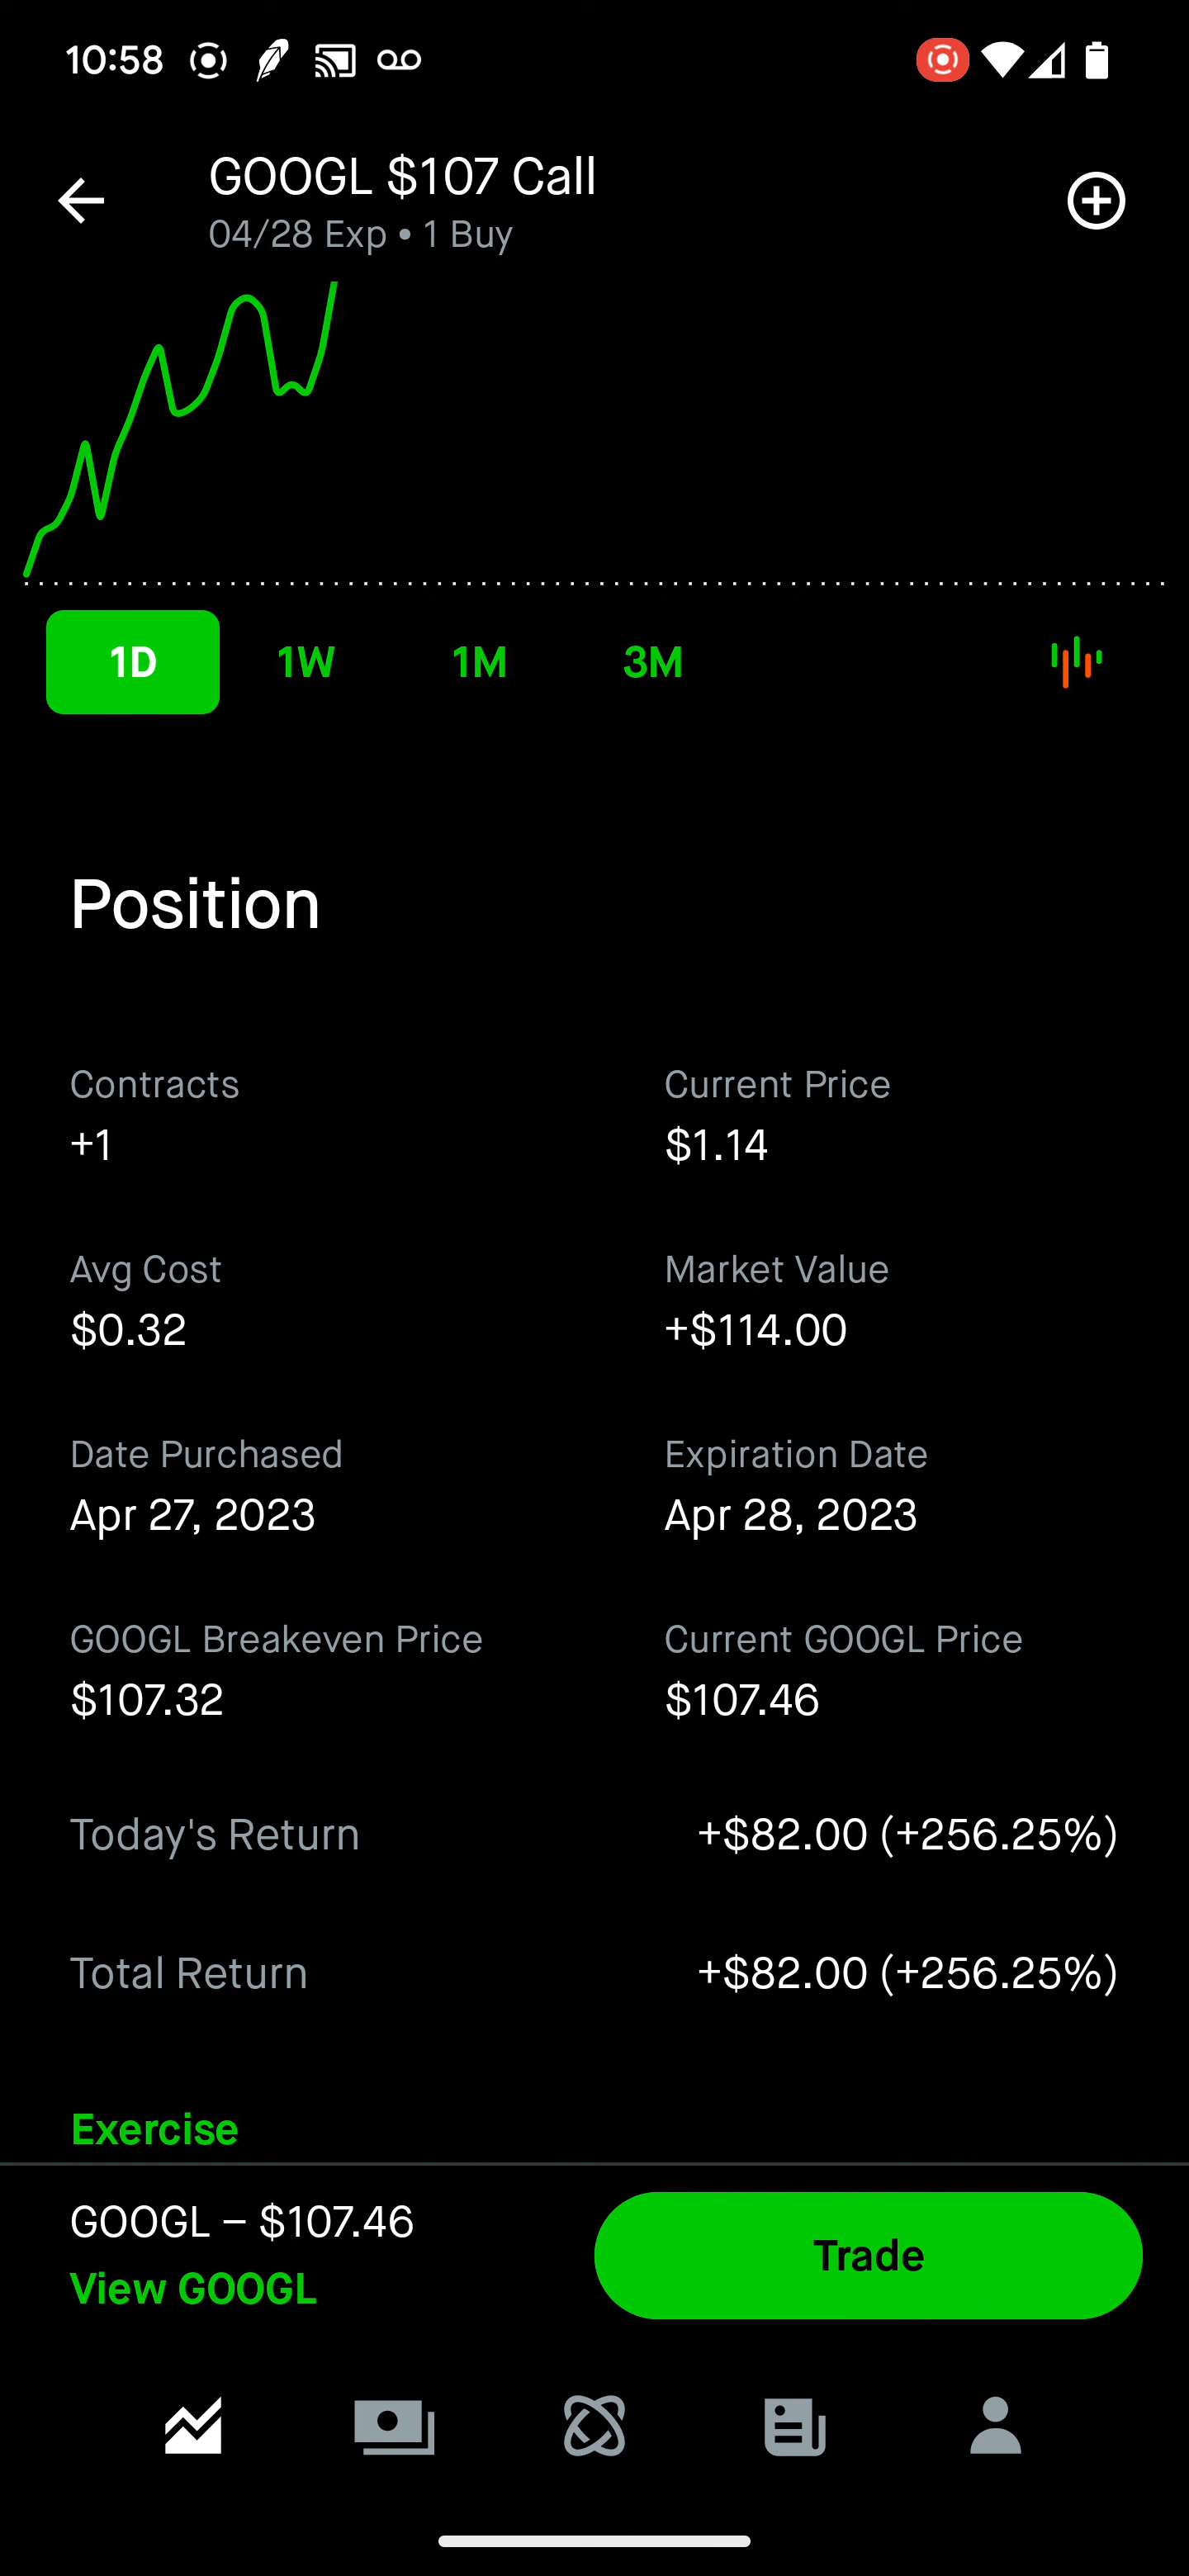 10:58
GOOGL $107 Call
04/28 Exp • 1 Buy
1D 1W 1M 3M
Position
Contracts Current Price
+1 $1.14
Avg Cost Market Value
$0.32 +$114.00
Date Purchased Expiration Date
Apr 27, 2023 Apr 28, 2023
GOOGL Breakeven Price Current GOOGL Price
$107.32 $107.46
Today's Return +$82.00 (+256.25%)
Total Return +$82.00 (+256.25%)
Exercise
GOOGL – $107.46
View GOOGL
Trade